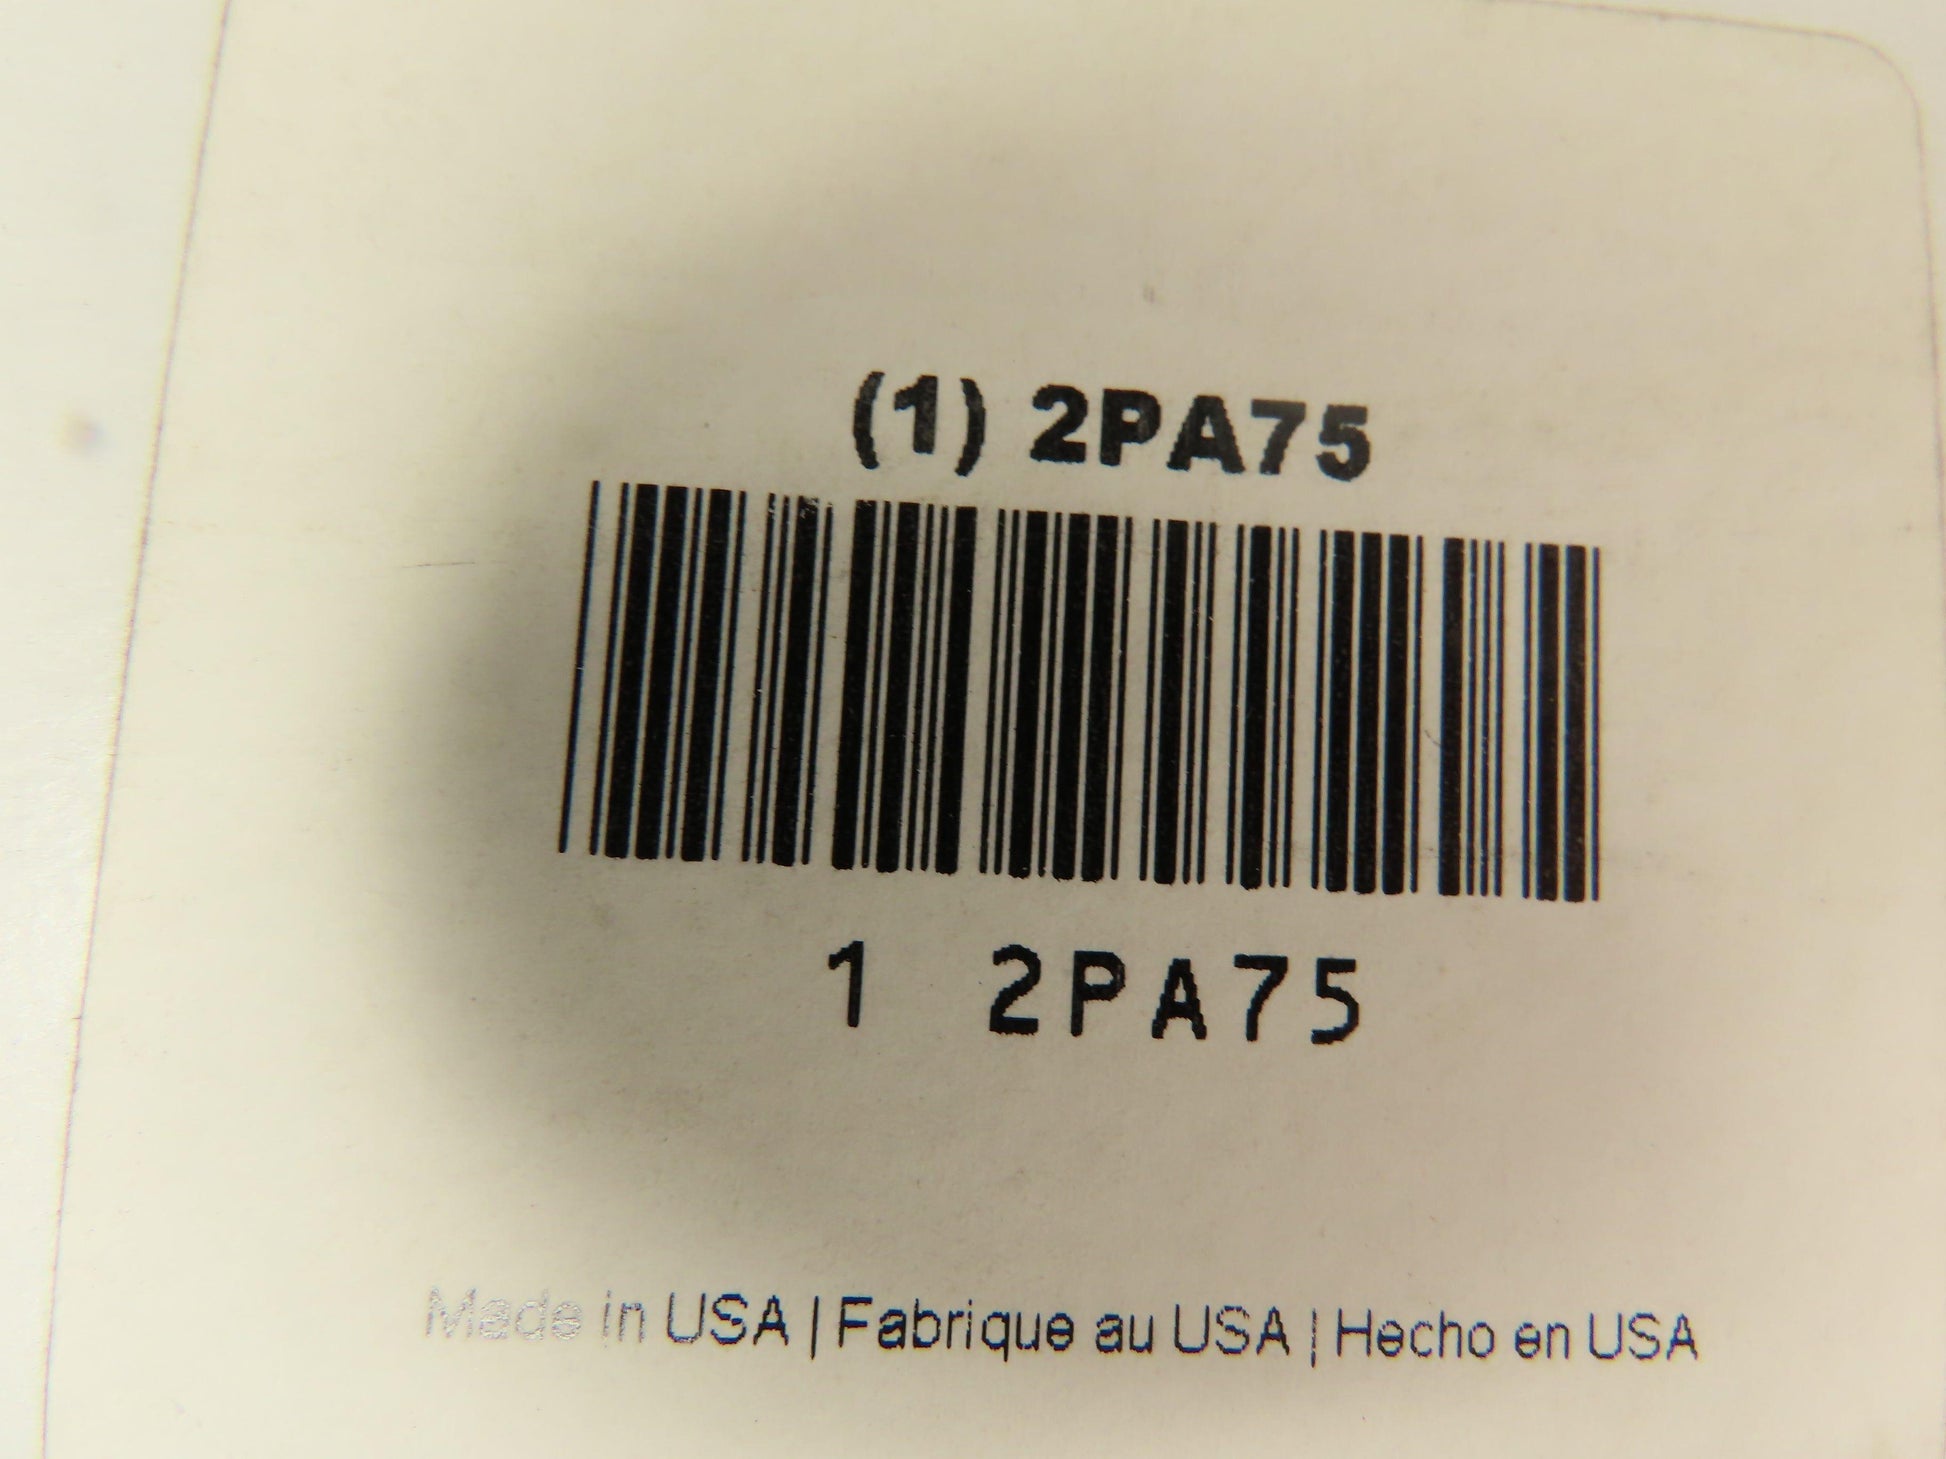 (1) 2PA75
1 2PA75
Made in USA | Fabrique au USA | Hecho en USA